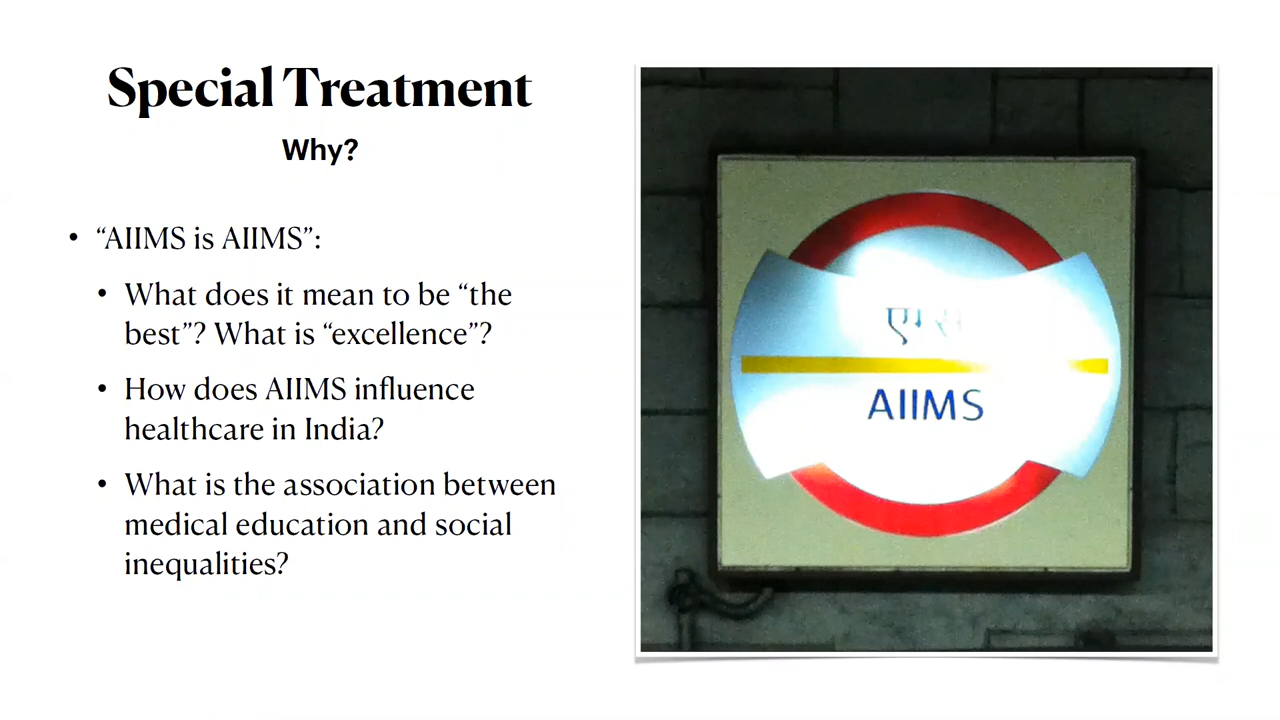 Special Treatment
Why?
• “AIIMS is AIIMS”:
• What does it mean to be “the
best”? What is “excellence”?
• How does AIIMS influence
healthcare in India?
• What is the association between
medical education and social
inequalities?
AIIMS